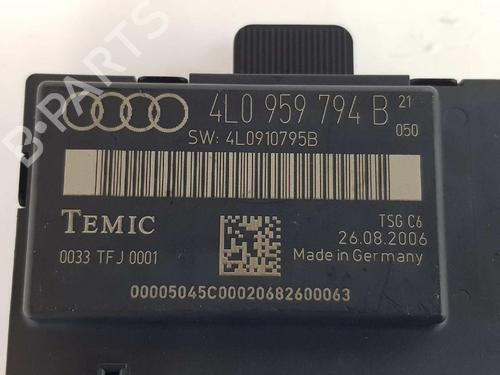 B-PARTS
4L0 959 794 B 21
050
SW: 4L0910795B
TEMIC
TSG C6
26.08.2006
0033 TFJ 0001
Made in Germany
00005045C00020682600063